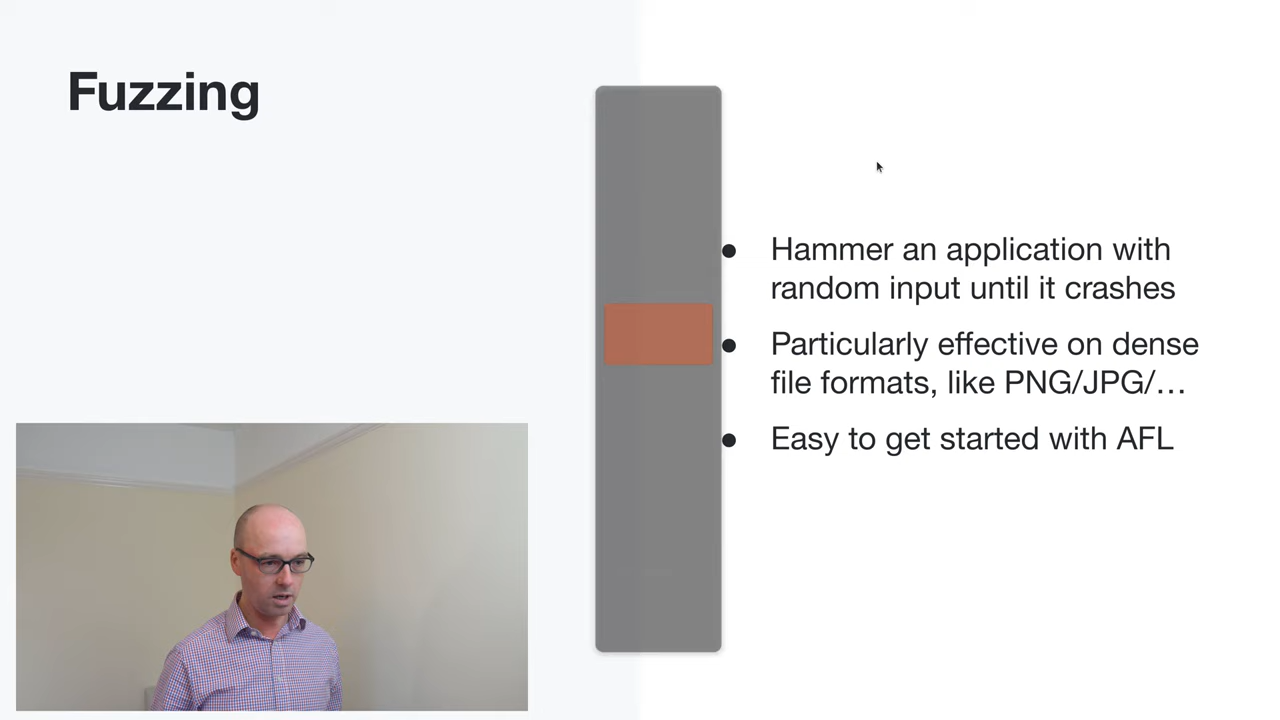 Fuzzing
● Hammer an application with
random input until it crashes
● Particularly effective on dense
file formats, like PNG/JPG/…
● Easy to get started with AFL